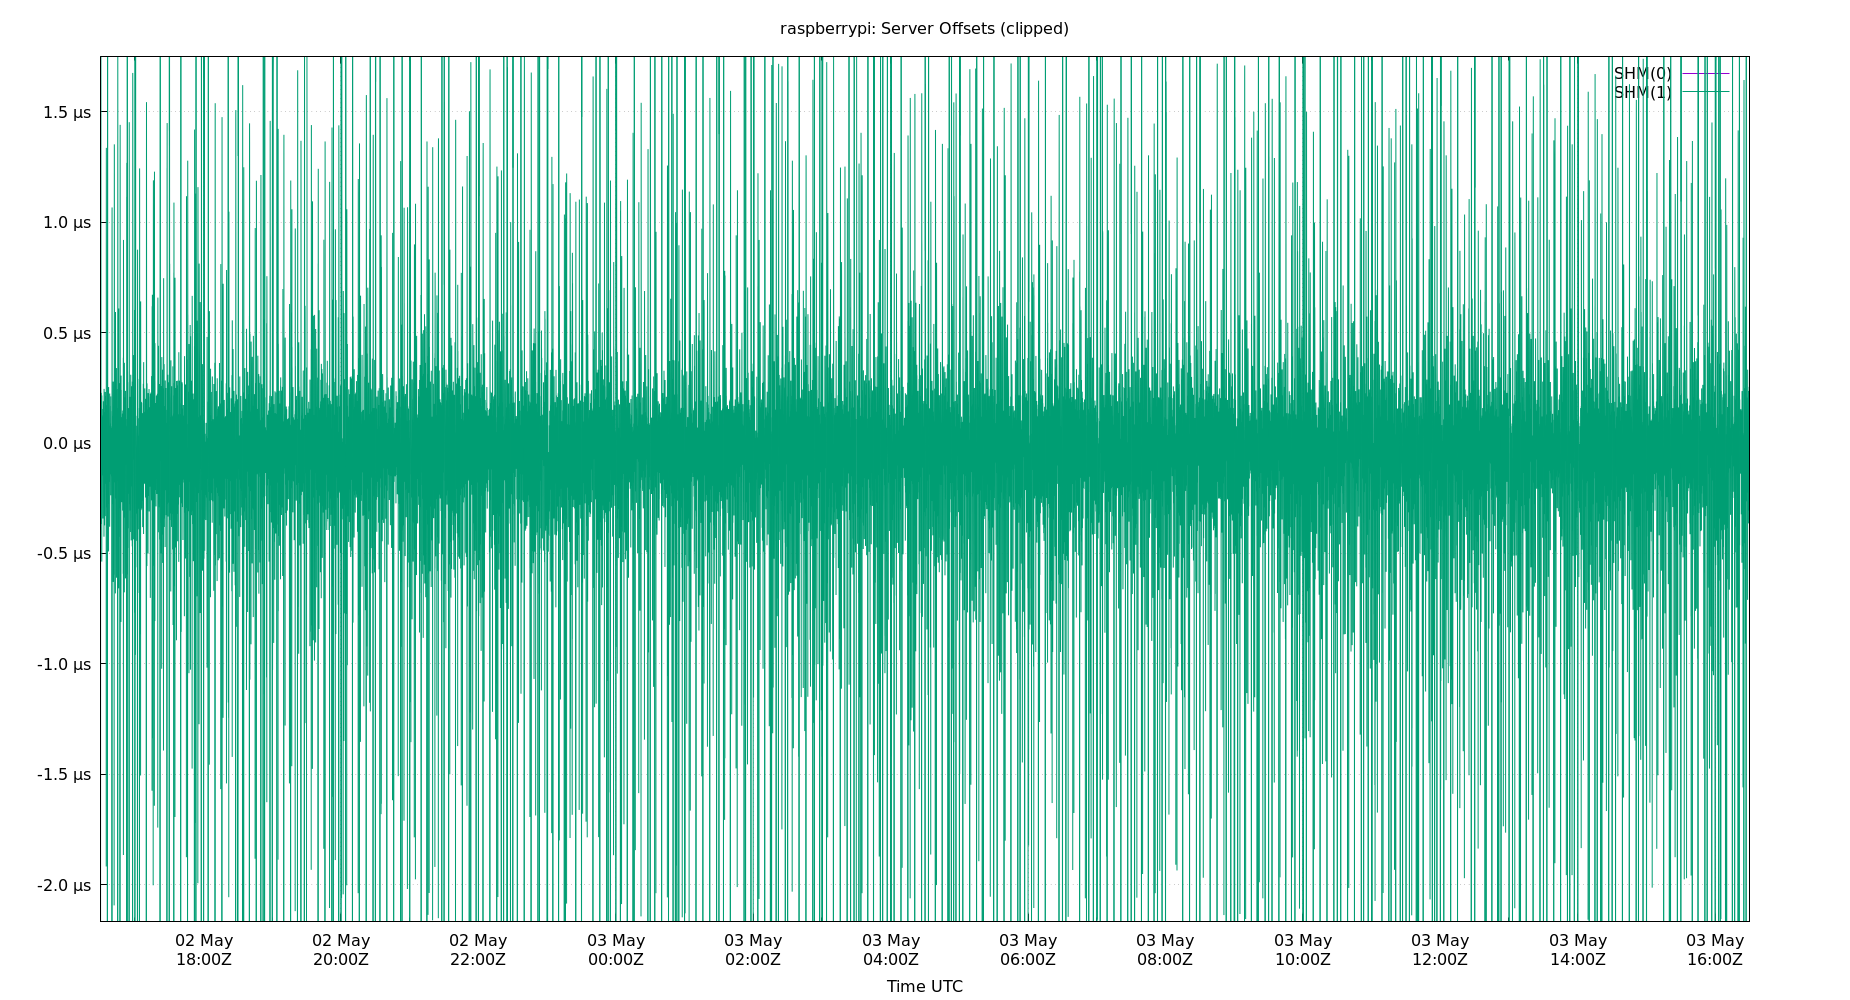 raspberrypi: Server Offsets (clipped)
SHM(0)
SHM(1)
1.5 µs
1.0 µs
0.5 µs
0.0 µs
-0.5 µs
-1.0 µs
-1.5 µs
-2.0 µs
02 May 02 May 02 May 03 May 03 May 03 May 03 May 03 May 03 May 03 May 03 May 03 May
18:00Z 20:00Z 22:00Z 00:00Z 02:00Z 04:00Z 06:00Z 08:00Z 10:00Z 12:00Z 14:00Z 16:00Z
Time UTC